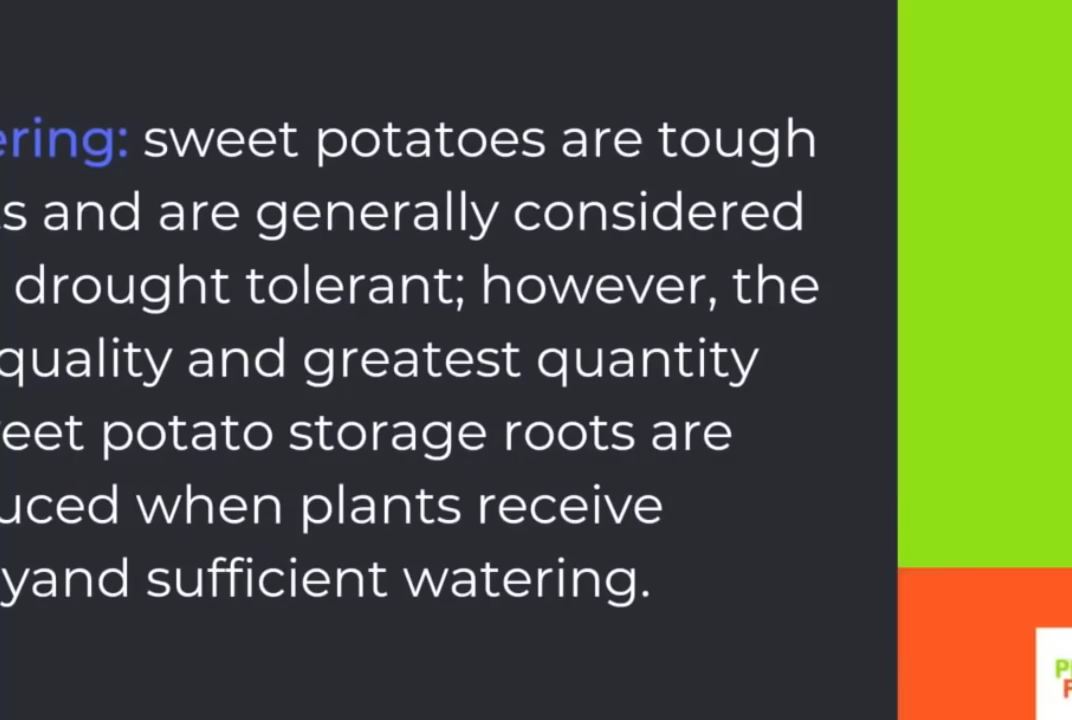 ering: sweet potatoes are tough
s and are generally considered
drought tolerant; however, the
quality and greatest quantity
eet potato storage roots are
uced when plants receive
yand sufficient watering.
P
F